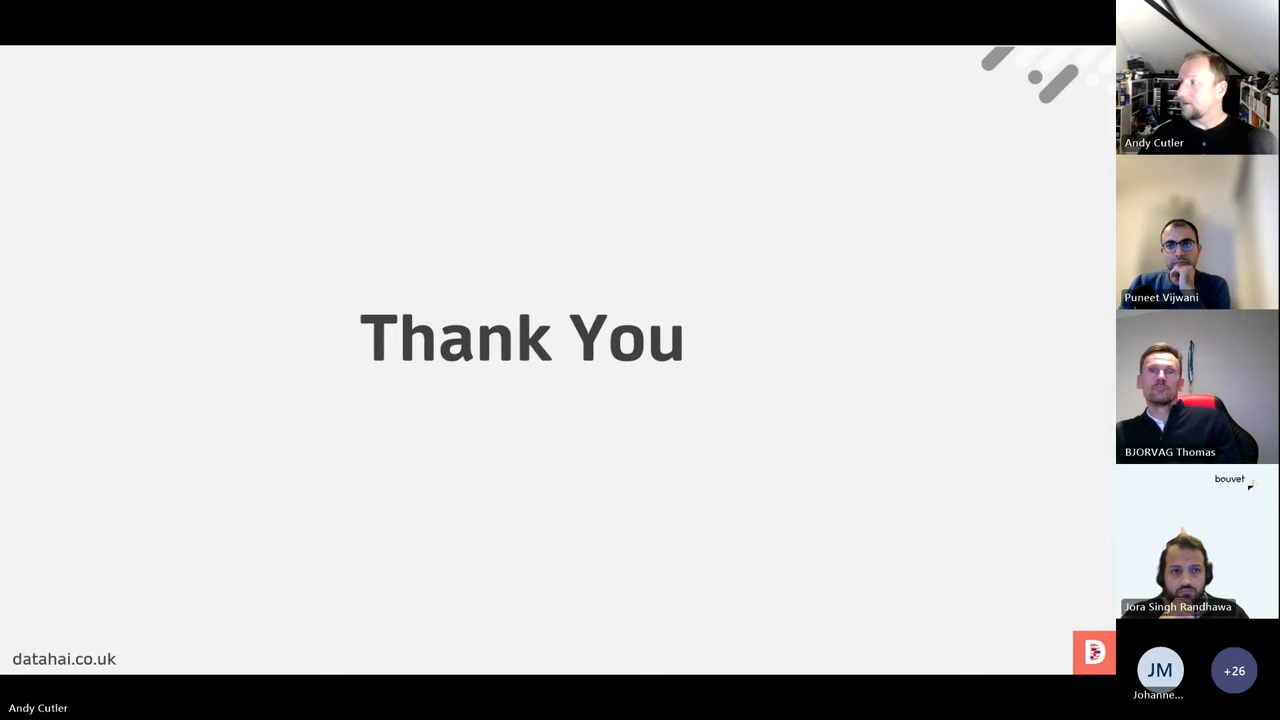 Thank You
datahai.co.uk
D
Andy Cutler
Andy Cutler
Puneet Vijwani
BJORVAG Thomas
bouvet
Jora Singh Randhawa
JM
Johanne...
+26